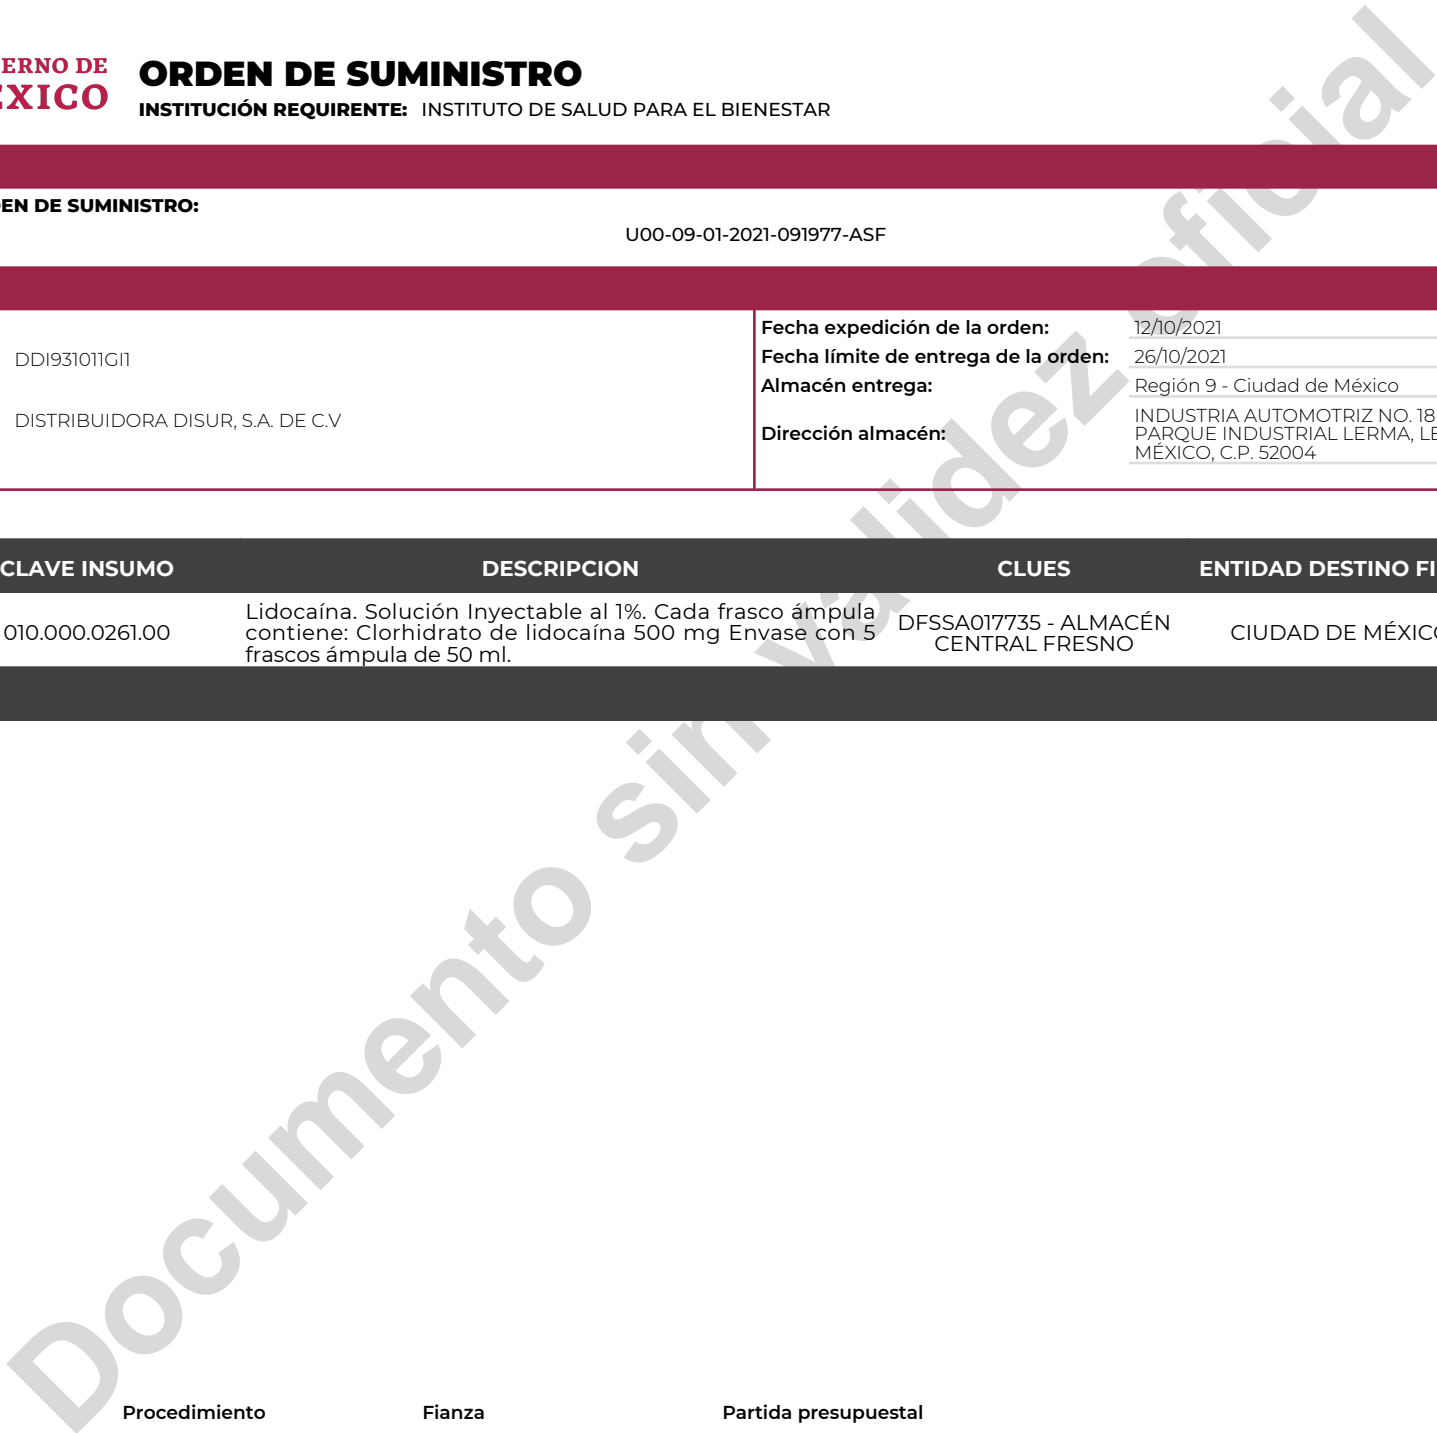 ERNO DE
ÉXICO
ORDEN DE SUMINISTRO
INSTITUCIÓN REQUIRENTE: INSTITUTO DE SALUD PARA EL BIENESTAR
EN DE SUMINISTRO:
U00-09-01-2021-091977-ASF
DDI931011GI1
DISTRIBUIDORA DISUR, S.A. DE C.V
Fecha expedición de la orden: 12/10/2021
Fecha límite de entrega de la orden: 26/10/2021
Almacén entrega: Región 9 - Ciudad de México
Dirección almacén: INDUSTRIA AUTOMOTRIZ NO. 18
PARQUE INDUSTRIAL LERMA, LE
MÉXICO, C.P. 52004
CLAVE INSUMO DESCRIPCION CLUES ENTIDAD DESTINO FI
010.000.0261.00
Lidocaína. Solución Inyectable al 1%. Cada frasco ámpula
contiene: Clorhidrato de lidocaína 500 mg Envase con 5
frascos ámpula de 50 ml.
DFSSA017735 - ALMACÉN
CENTRAL FRESNO
CIUDAD DE MÉXICO
Documento sin validez oficial
Procedimiento Fianza Partida presupuestal